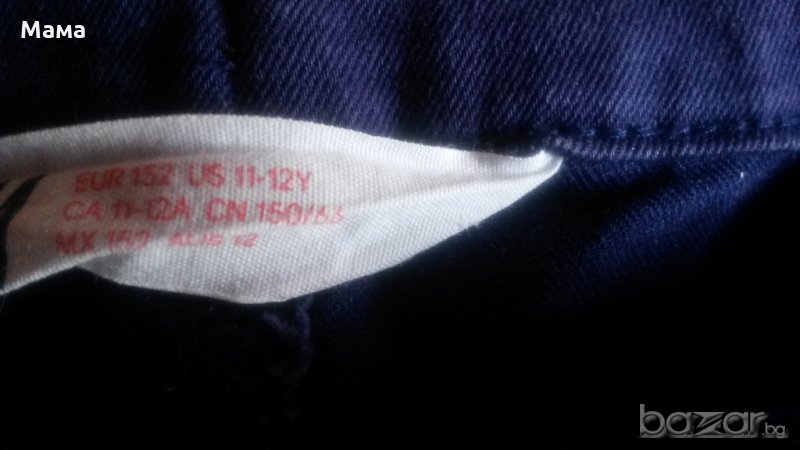 Мама
EUR 152 US 11-12Y
CA 11-12A CN 150/
MX 152
bazar.bg